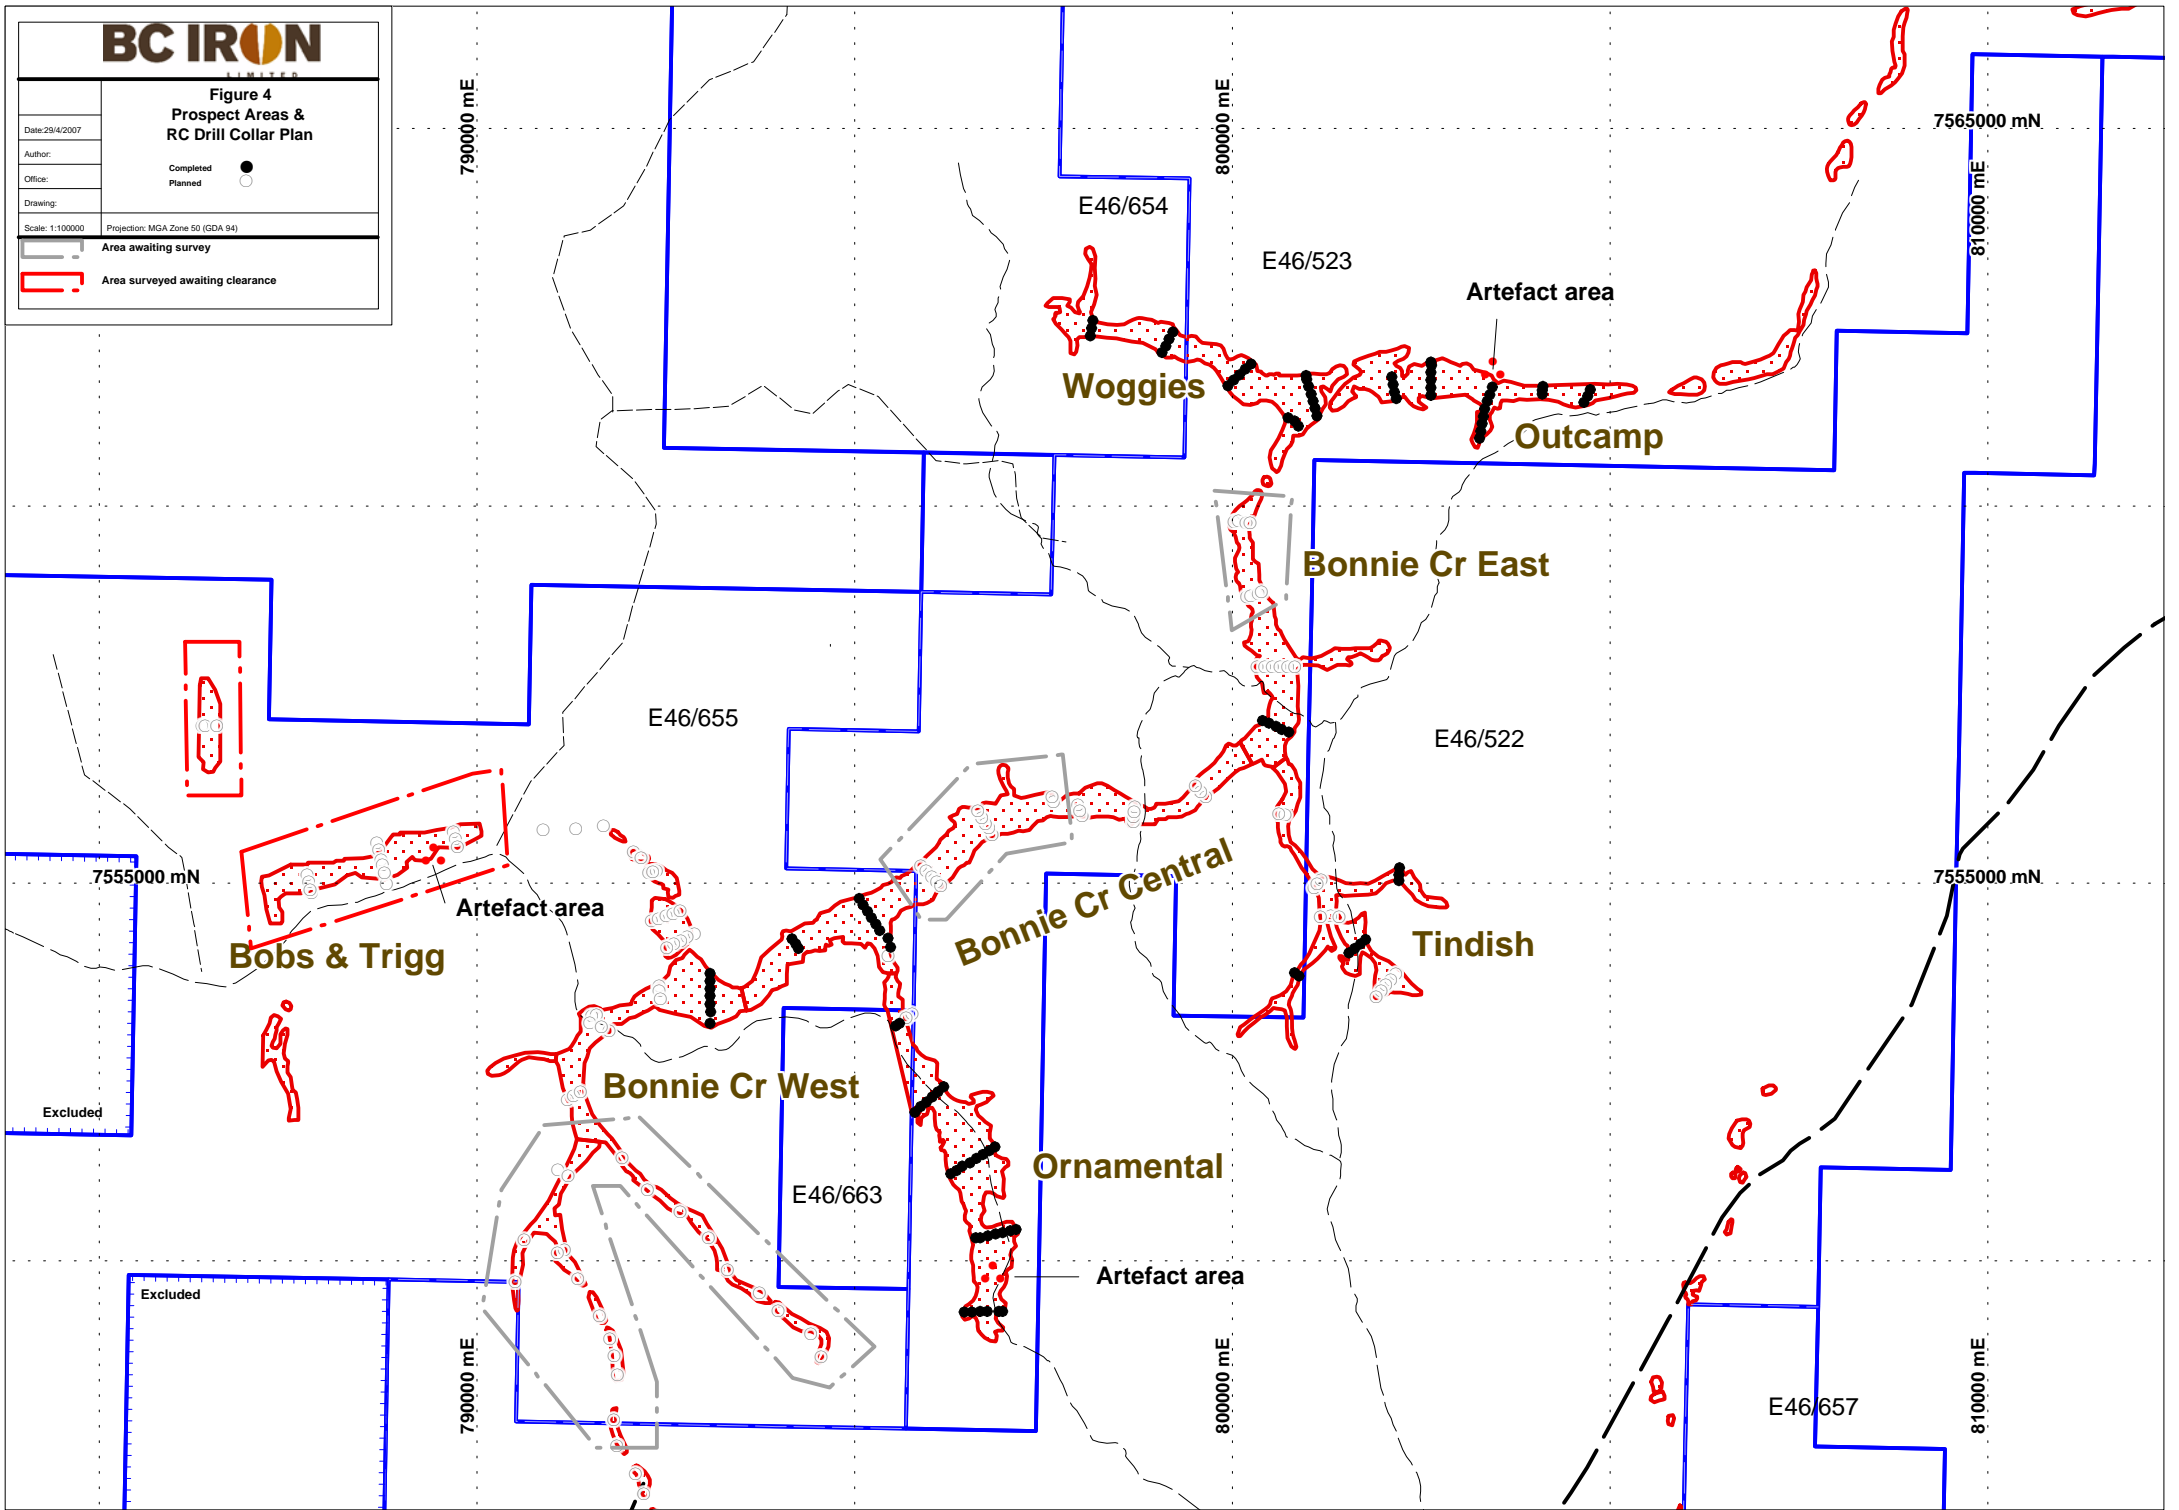 BC IRON
LIMITED
Figure 4
Prospect Areas &
RC Drill Collar Plan
Date:29/4/2007
Author:
Office:
Drawing:
Completed
Planned
Scale: 1:100000
Projection: MGA Zone 50 (GDA 94)
Area awaiting survey
Area surveyed awaiting clearance
790000 mE
800000 mE
7565000 mN
810000 mE
E46/654
E46/523
Artefact area
Woggies
Outcamp
Bonnie Cr East
E46/655
E46/522
7555000 mN
7555000 mN
Artefact area
Bonnie Cr Central
Bobs & Trigg
Tindish
Bonnie Cr West
Excluded
Ornamental
E46/663
Artefact area
Excluded
790000 mE
800000 mE
810000 mE
E46/657